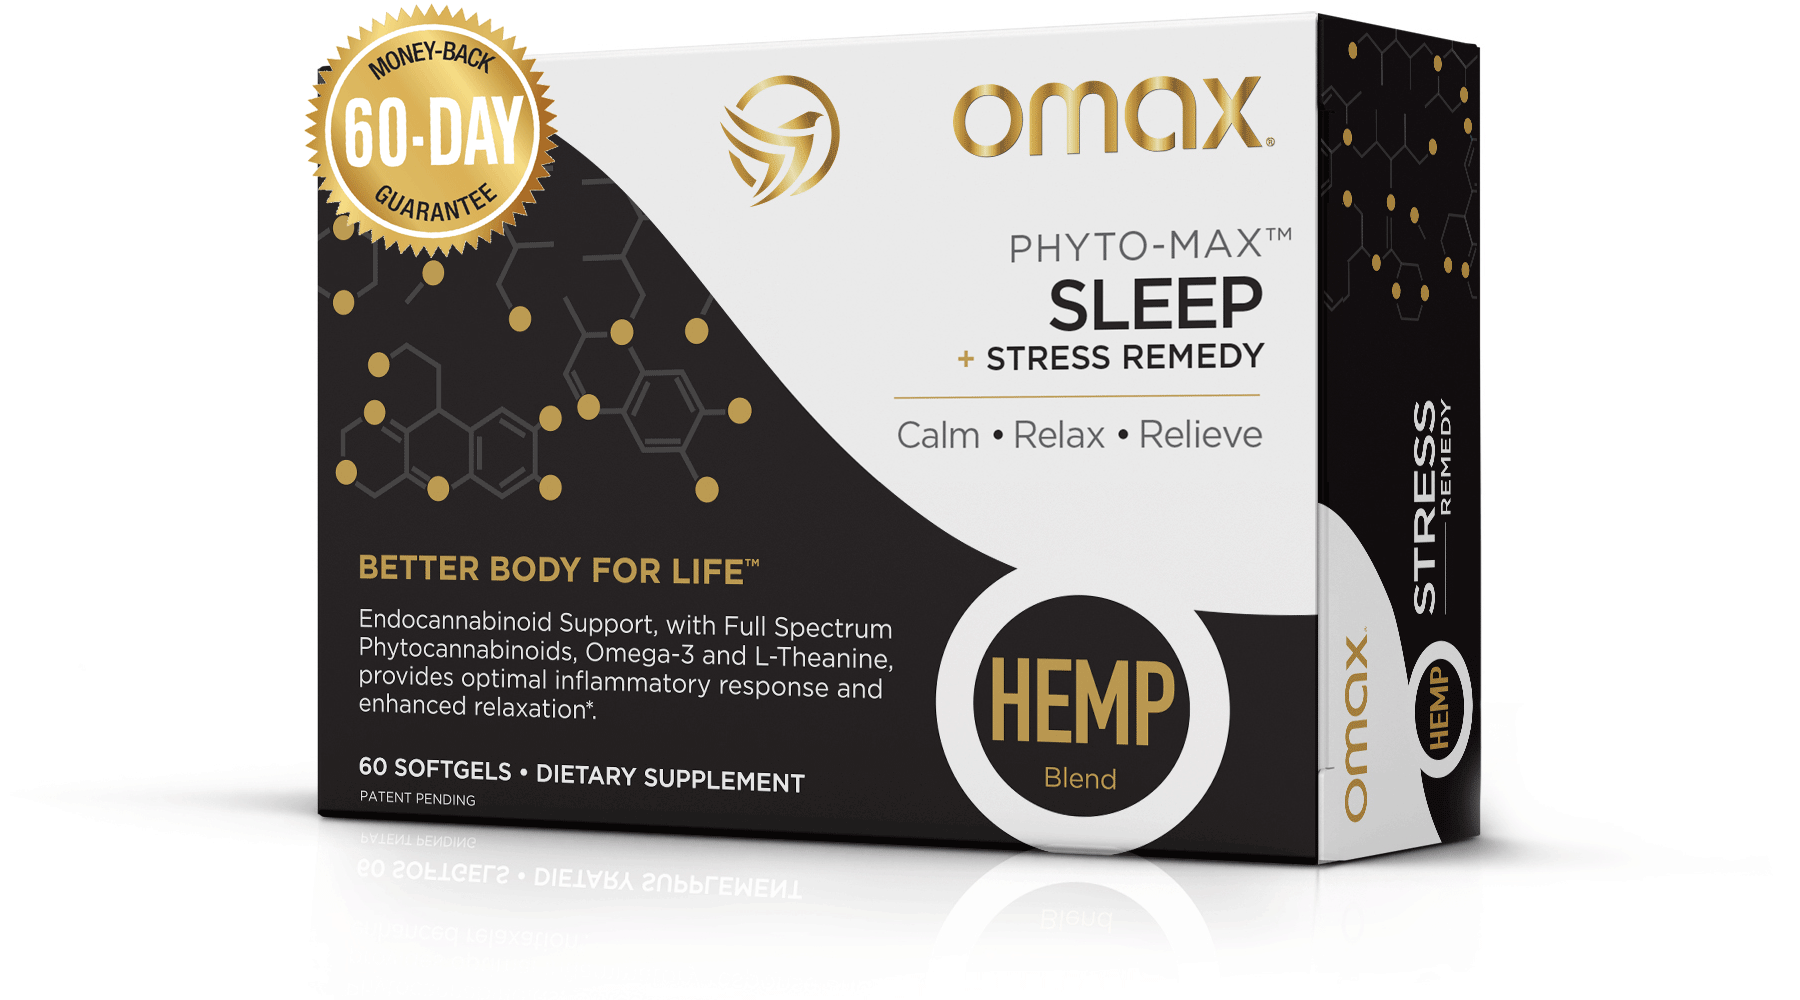 MONEY-BACK
60-DAY
GUARANTEE
omax®
PHYTO-MAX™
SLEEP
+ STRESS REMEDY
Calm • Relax • Relieve
BETTER BODY FOR LIFE™
Endocannabinoid Support, with Full Spectrum
Phytocannabinoids, Omega-3 and L-Theanine,
provides optimal inflammatory response and
enhanced relaxation*.
60 SOFTGELS • DIETARY SUPPLEMENT
PATENT PENDING
HEMP
Blend
STRESS
REMEDY
HEMP
omax